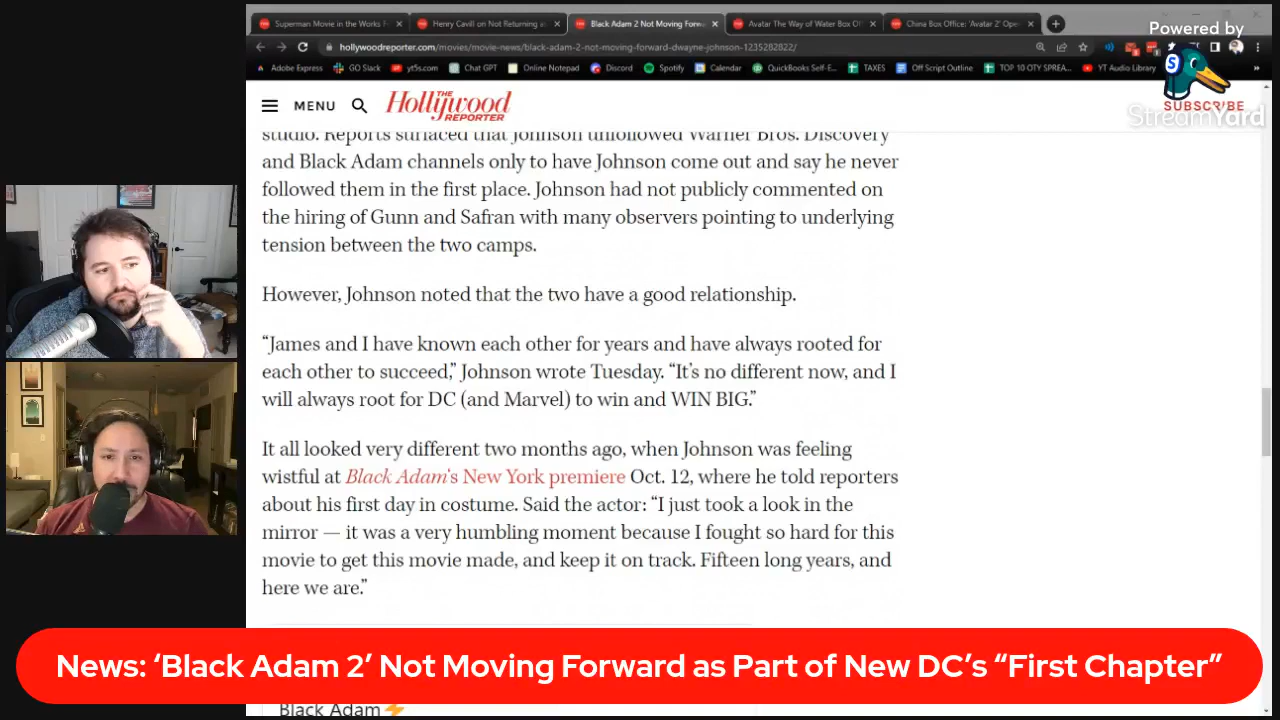 Superman Movie in the Works F
Henry Cavill on Not Returning a
Black Adam 2 Not Moving Forw
Avatar The Way of Water Box Of
China Box Office: 'Avatar 2' Ope
Powered by
hollywoodreporter.com/movies/movie-news/black-adam-2-not-moving-forward-dwayne-johnson-1235282822/
Adobe Express
GO Slack
yt5s.com
Chat GPT
Online Notepad
Discord
Spotify
Calendar
QuickBooks Self-E...
TAXES
Off Script Outline
TOP 10 OTY SPREA...
YT Audio Library
SUBSCRIBE
StreamYard
MENU
THE
Hollywood
REPORTER
studio. Reports surfaced that Johnson unfollowed Warner Bros. Discovery
and Black Adam channels only to have Johnson come out and say he never
followed them in the first place. Johnson had not publicly commented on
the hiring of Gunn and Safran with many observers pointing to underlying
tension between the two camps.
However, Johnson noted that the two have a good relationship.
“James and I have known each other for years and have always rooted for
each other to succeed,” Johnson wrote Tuesday. “It’s no different now, and I
will always root for DC (and Marvel) to win and WIN BIG.”
It all looked very different two months ago, when Johnson was feeling
wistful at Black Adam's New York premiere Oct. 12, where he told reporters
about his first day in costume. Said the actor: “I just took a look in the
mirror — it was a very humbling moment because I fought so hard for this
movie to get this movie made, and keep it on track. Fifteen long years, and
here we are.”
News: ‘Black Adam 2’ Not Moving Forward as Part of New DC’s “First Chapter”
Black Adam⚡